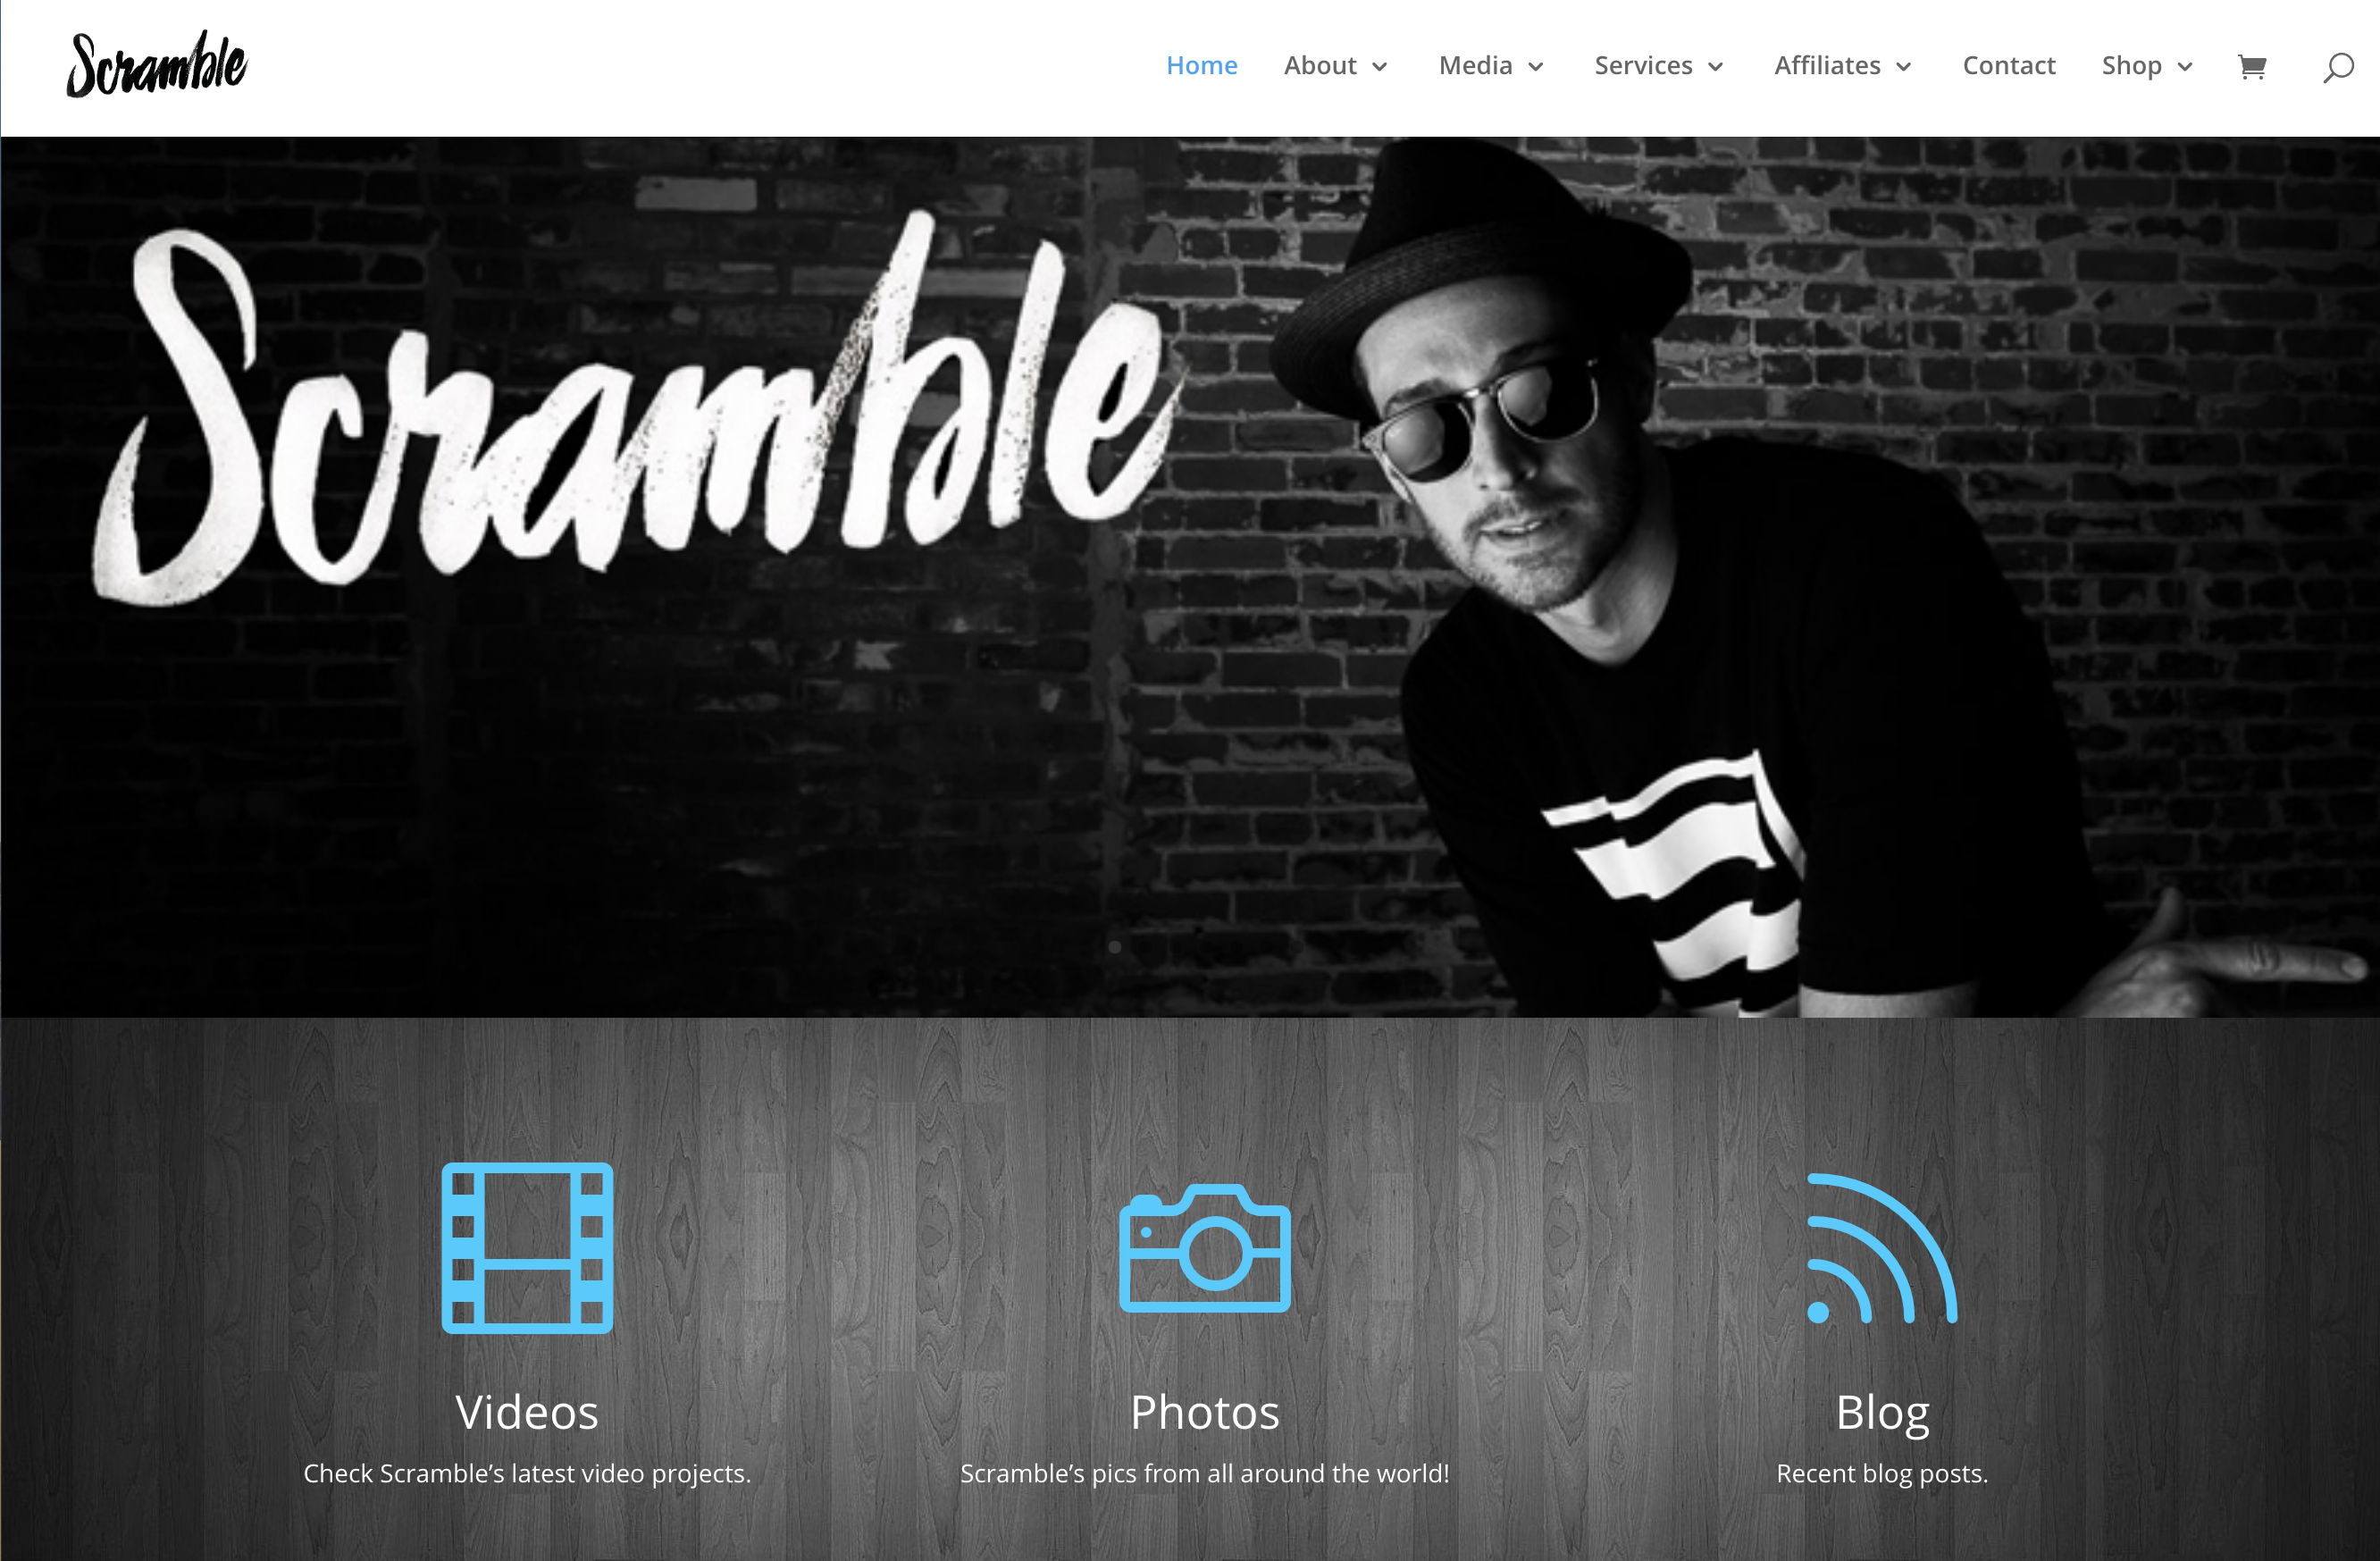 Scramble
Home About Media Services Affiliates Contact Shop
Scramble
Videos
Check Scramble’s latest video projects.
Photos
Scramble’s pics from all around the world!
Blog
Recent blog posts.